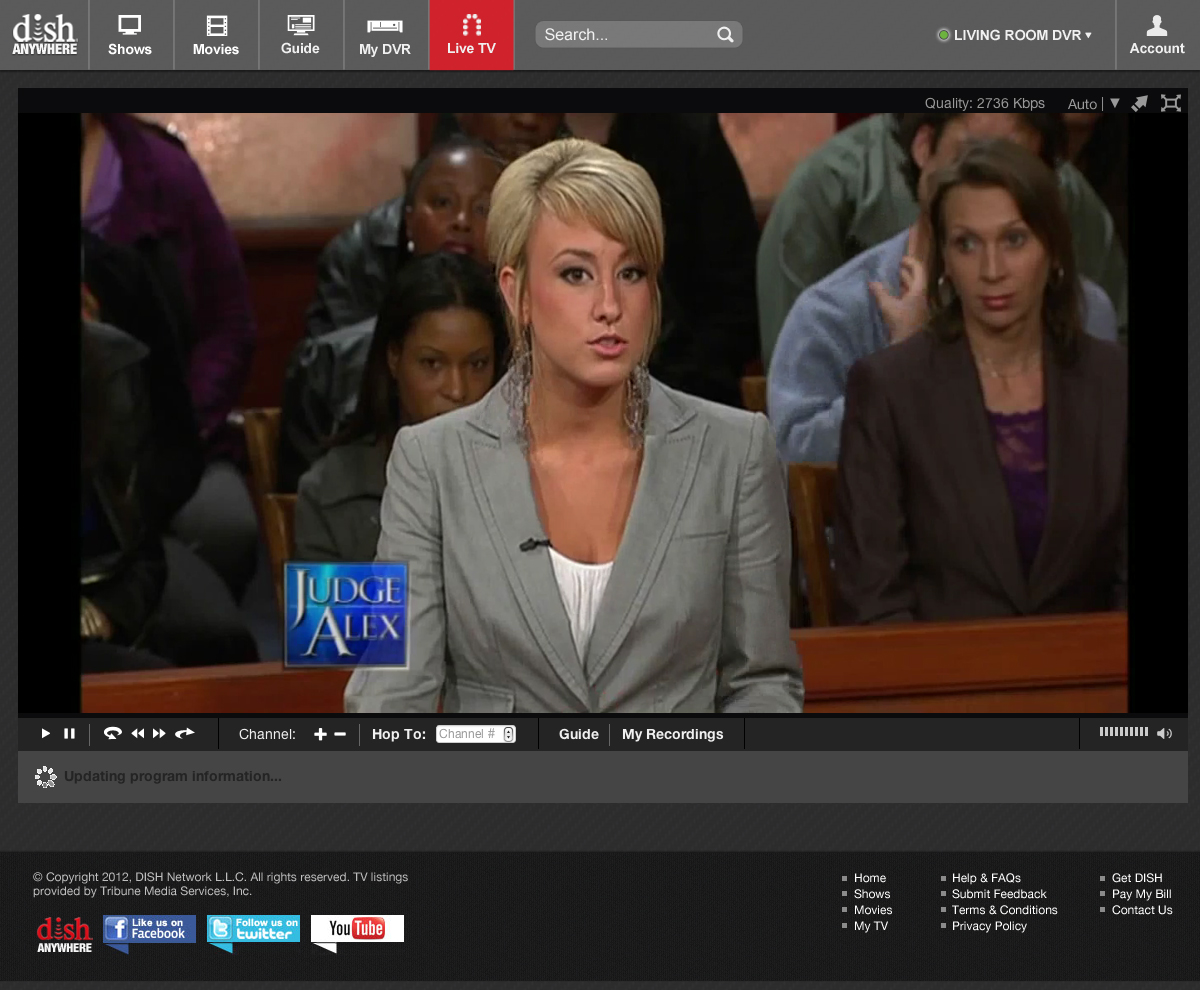 dish
ANYWHERE
Shows
Movies
Guide
My DVR
Live TV
Search...
LIVING ROOM DVR
Account
Quality: 2736 Kbps
Auto
JUDGE
ALEX
Channel:
Hop To:
Channel #
Guide
My Recordings
Updating program information...
© Copyright 2012, DISH Network L.L.C. All rights reserved. TV listings
provided by Tribune Media Services, Inc.
dish
ANYWHERE
Like us on
Facebook
Follow us on
twitter
YouTube
Home
Shows
Movies
My TV
Help & FAQs
Submit Feedback
Terms & Conditions
Privacy Policy
Get DISH
Pay My Bill
Contact Us